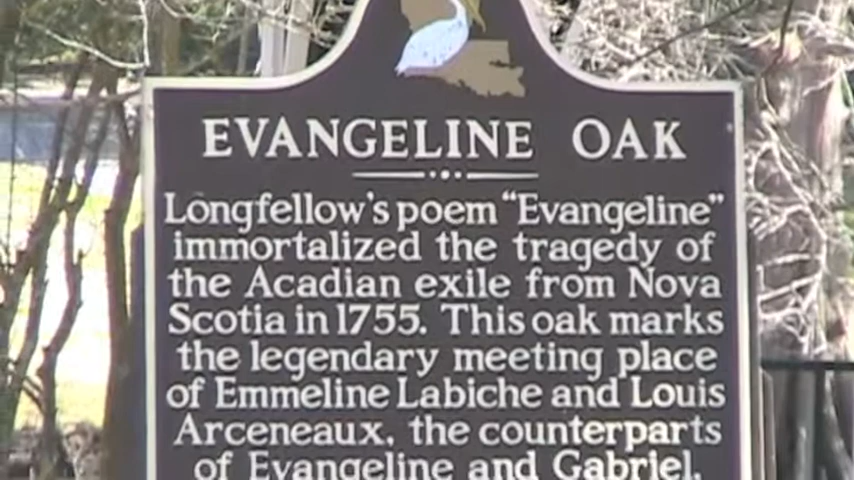 EVANGELINE OAK
Longfellow's poem "Evangeline"
immortalized the tragedy of
the Acadian exile from Nova
Scotia in 1755. This oak marks
the legendary meeting place
of Emmeline Labiche and Louis
Arceneaux, the counterparts
of Evangeline and Gabriel.